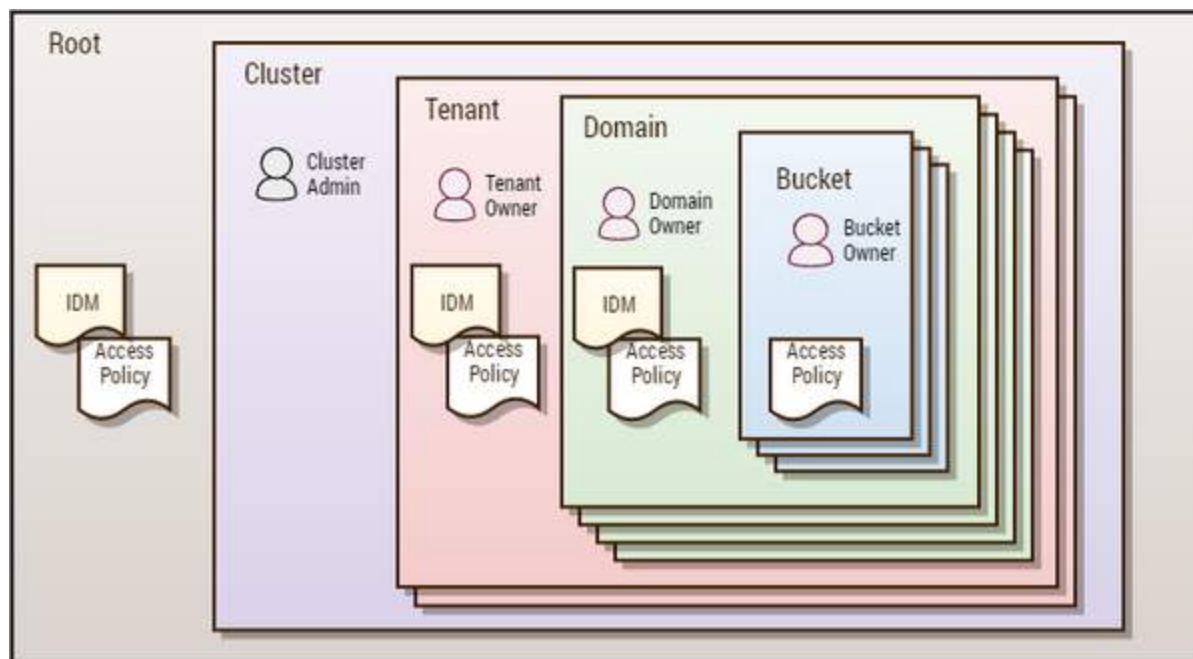 Root
Cluster
Tenant
Domain
Bucket
Cluster
Admin
Tenant
Owner
Domain
Owner
Bucket
Owner
IDM
Access
Policy
IDM
Access
Policy
IDM
Access
Policy
Access
Policy